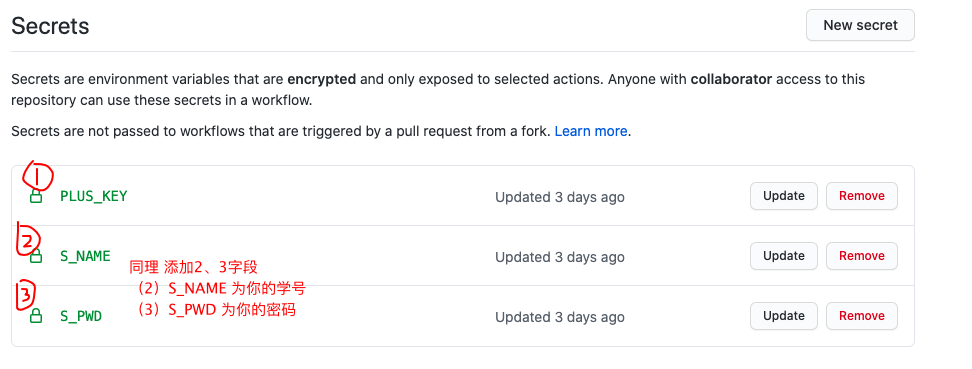 Secrets
New secret
Secrets are environment variables that are encrypted and only exposed to selected actions. Anyone with collaborator access to this
repository can use these secrets in a workflow.
Secrets are not passed to workflows that are triggered by a pull request from a fork. Learn more.
1
PLUS_KEY
Updated 3 days ago
Update
Remove
2
S_NAME
Updated 3 days ago
Update
Remove
同理 添加2、3字段
（2）S_NAME 为你的学号
（3）S_PWD 为你的密码
3
S_PWD
Updated 3 days ago
Update
Remove